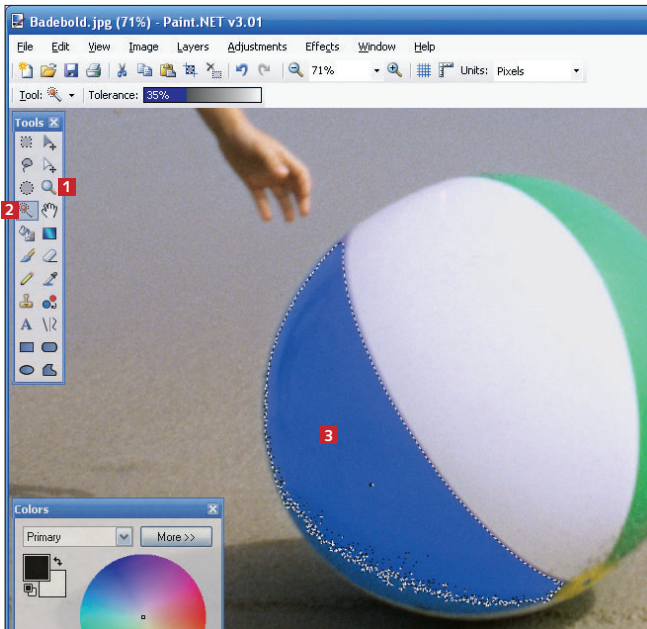 Badebold.jpg (71%) - Paint.NET v3.01
File Edit View Image Layers Adjustments Effects Window Help
71% Units: Pixels
Tool: Tolerance: 35%
Tools
1
2
A
3
Colors
Primary More >>